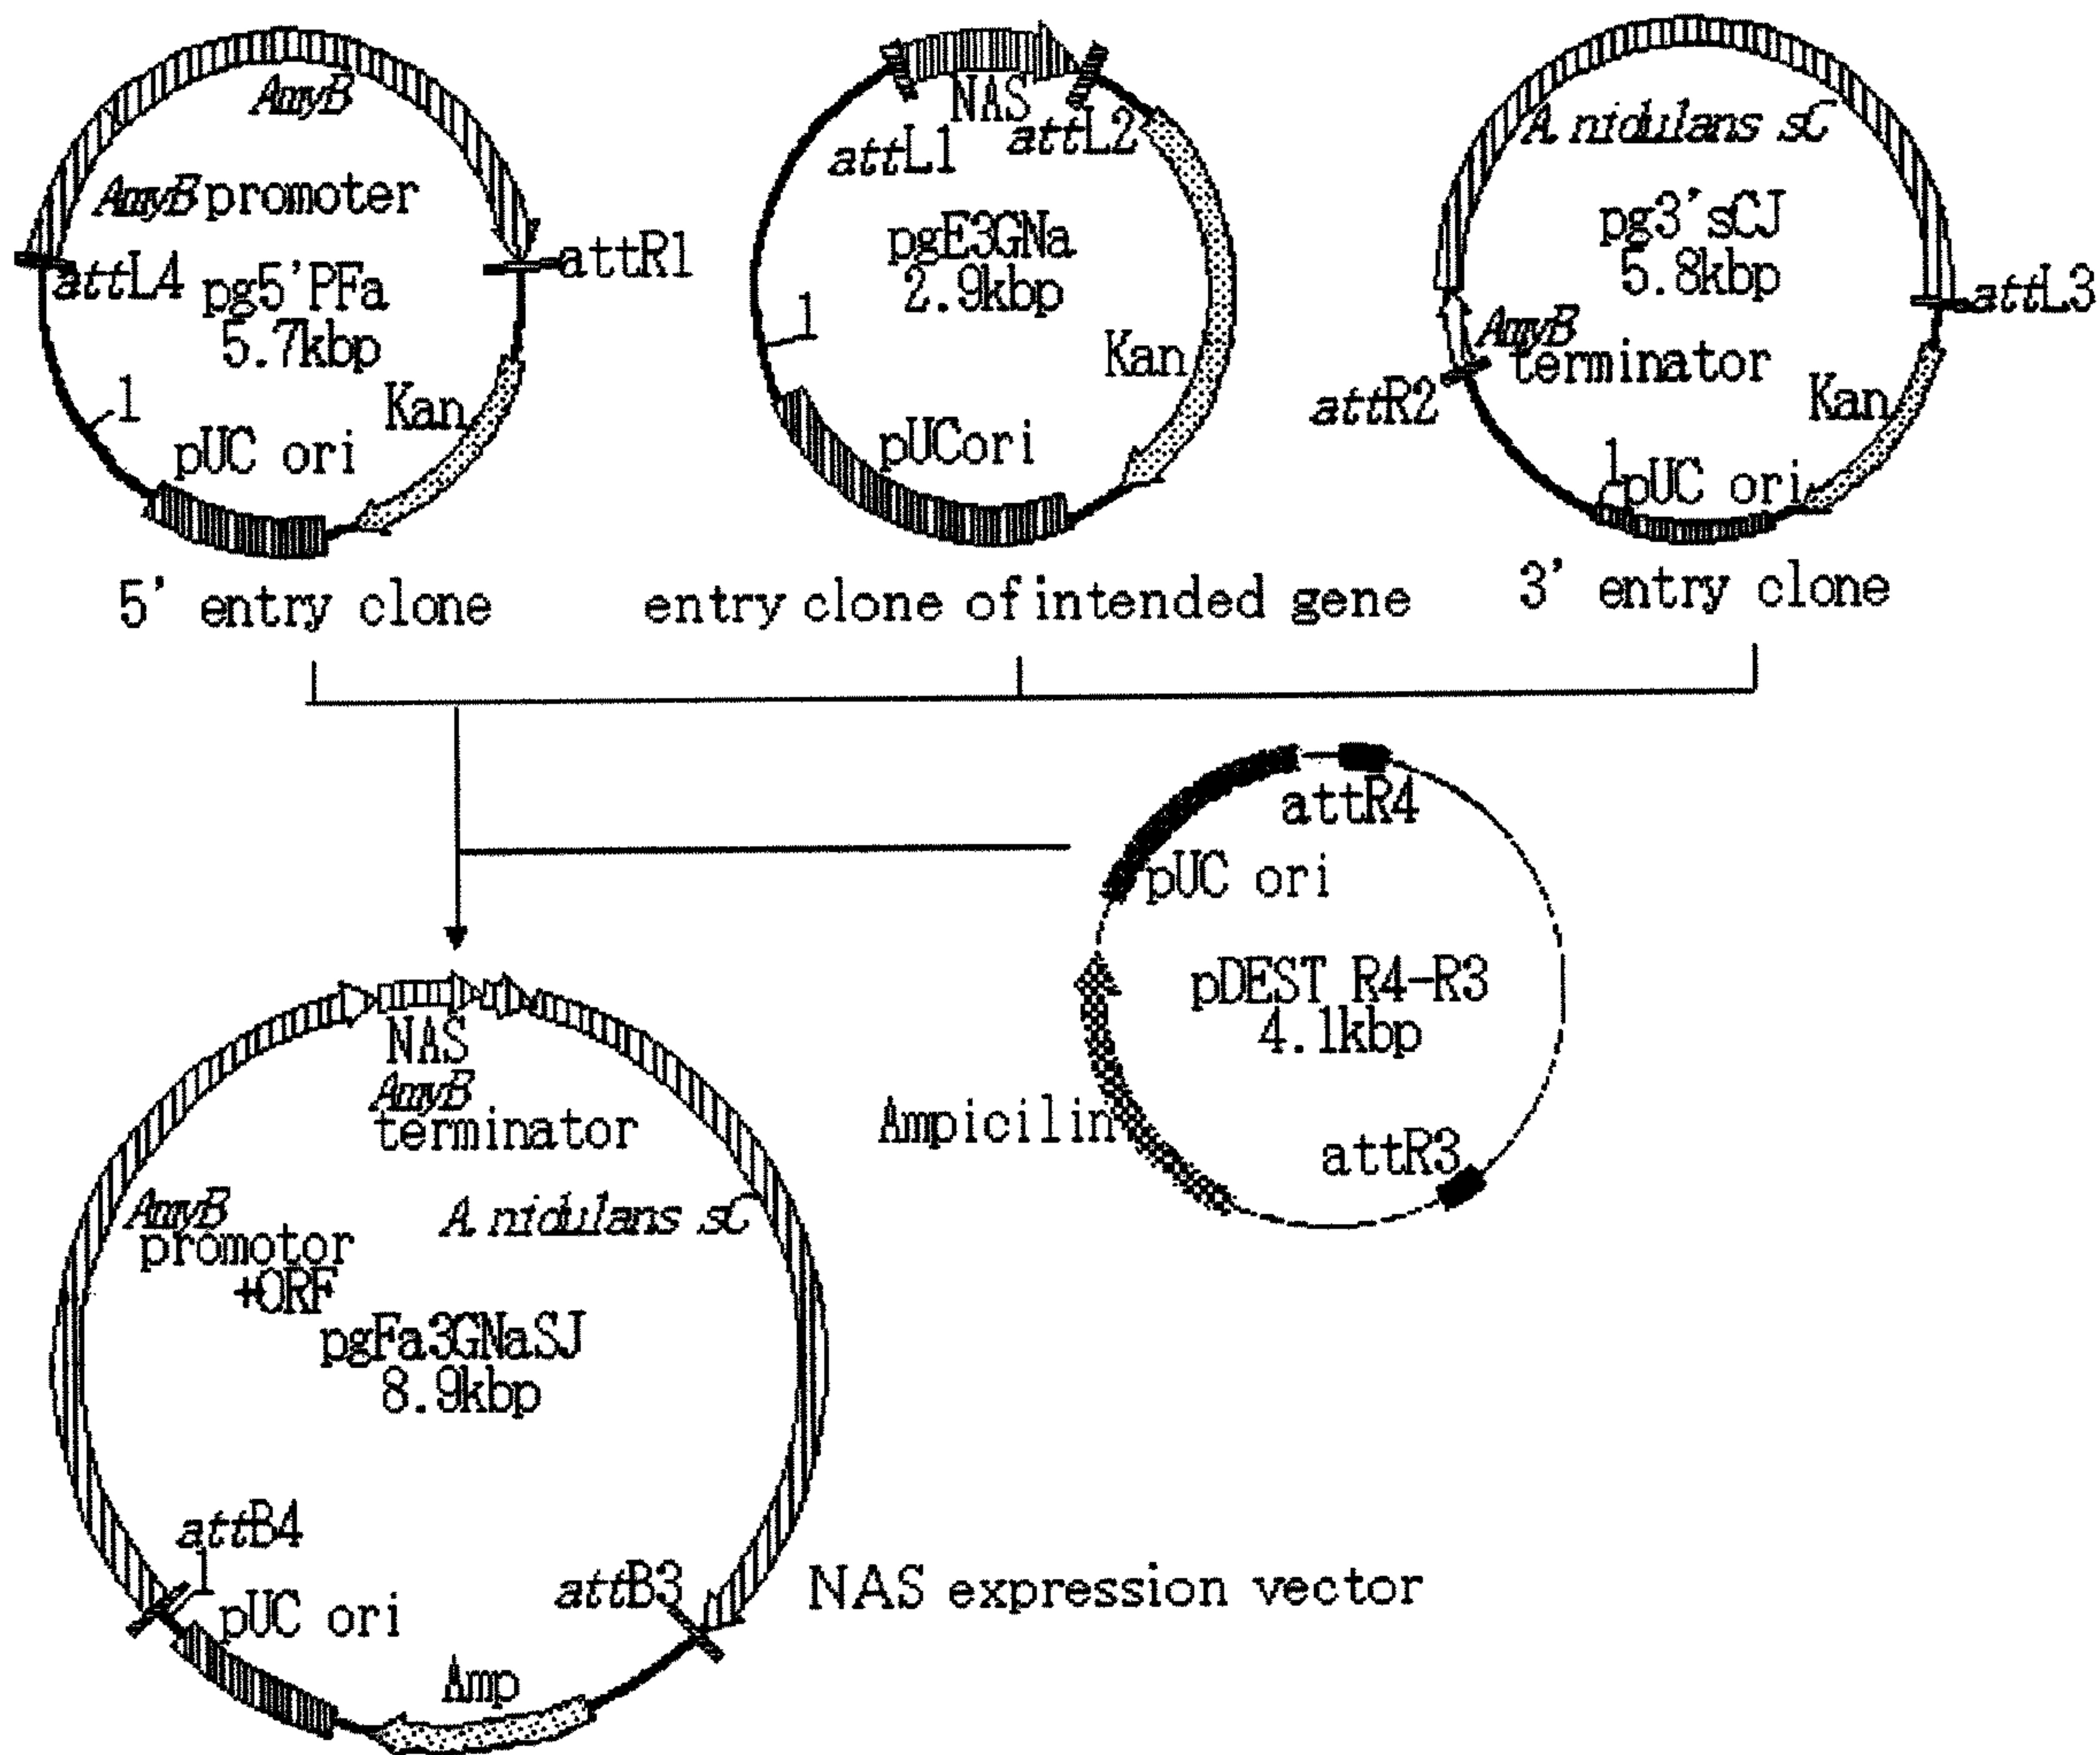 AmyB
AmyB promoter
attL4
attR1
pg5'PFa
5.7kbp
1
Kan
pUC ori
5' entry clone
NAS
attL1
attL2
pgE3GNa
2.9kbp
1
Kan
pUCori
entry clone of intended gene
A. nidulans sC
pg3'sCJ
5.8kbp
attL3
AmyB
terminator
attR2
Kan
1
pUC ori
3' entry clone
attR4
pUC ori
pDEST R4-R3
4.1kbp
Ampicilin
attR3
NAS
AmyB
terminator
AmyB
promotor
+ORF
A. nidulans sC
pgFa3GNaSJ
8.9kbp
attB4
1
pUC ori
attB3
Amp
NAS expression vector